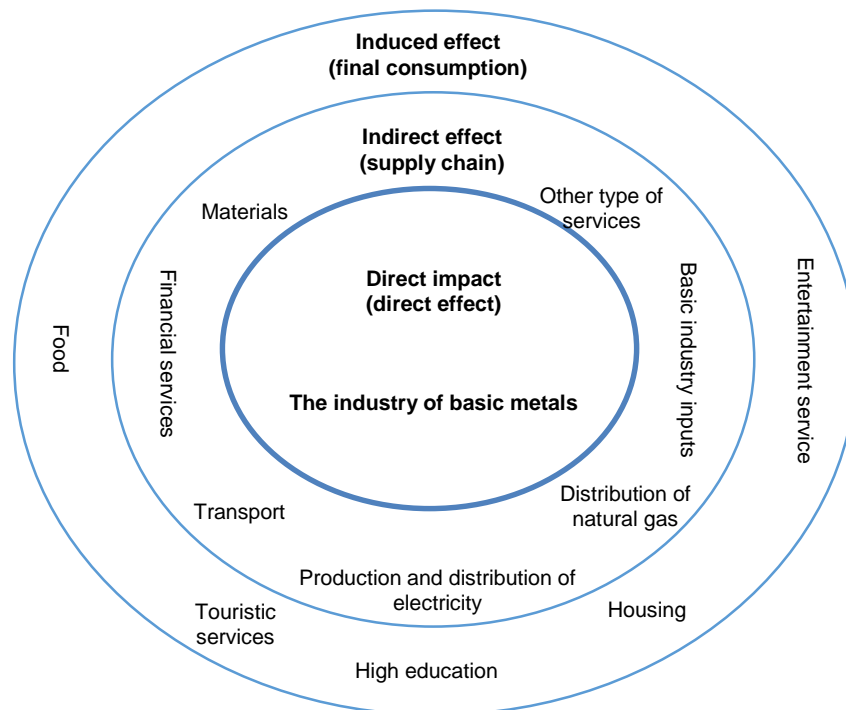 Induced effect
(final consumption)
Indirect effect
(supply chain)
Materials
Other type of
services
Direct impact
(direct effect)
Financial services
Basic industry inputs
Food
Entertainment service
The industry of basic metals
Transport
Distribution of
natural gas
Production and distribution of
electricity
Touristic
services
Housing
High education